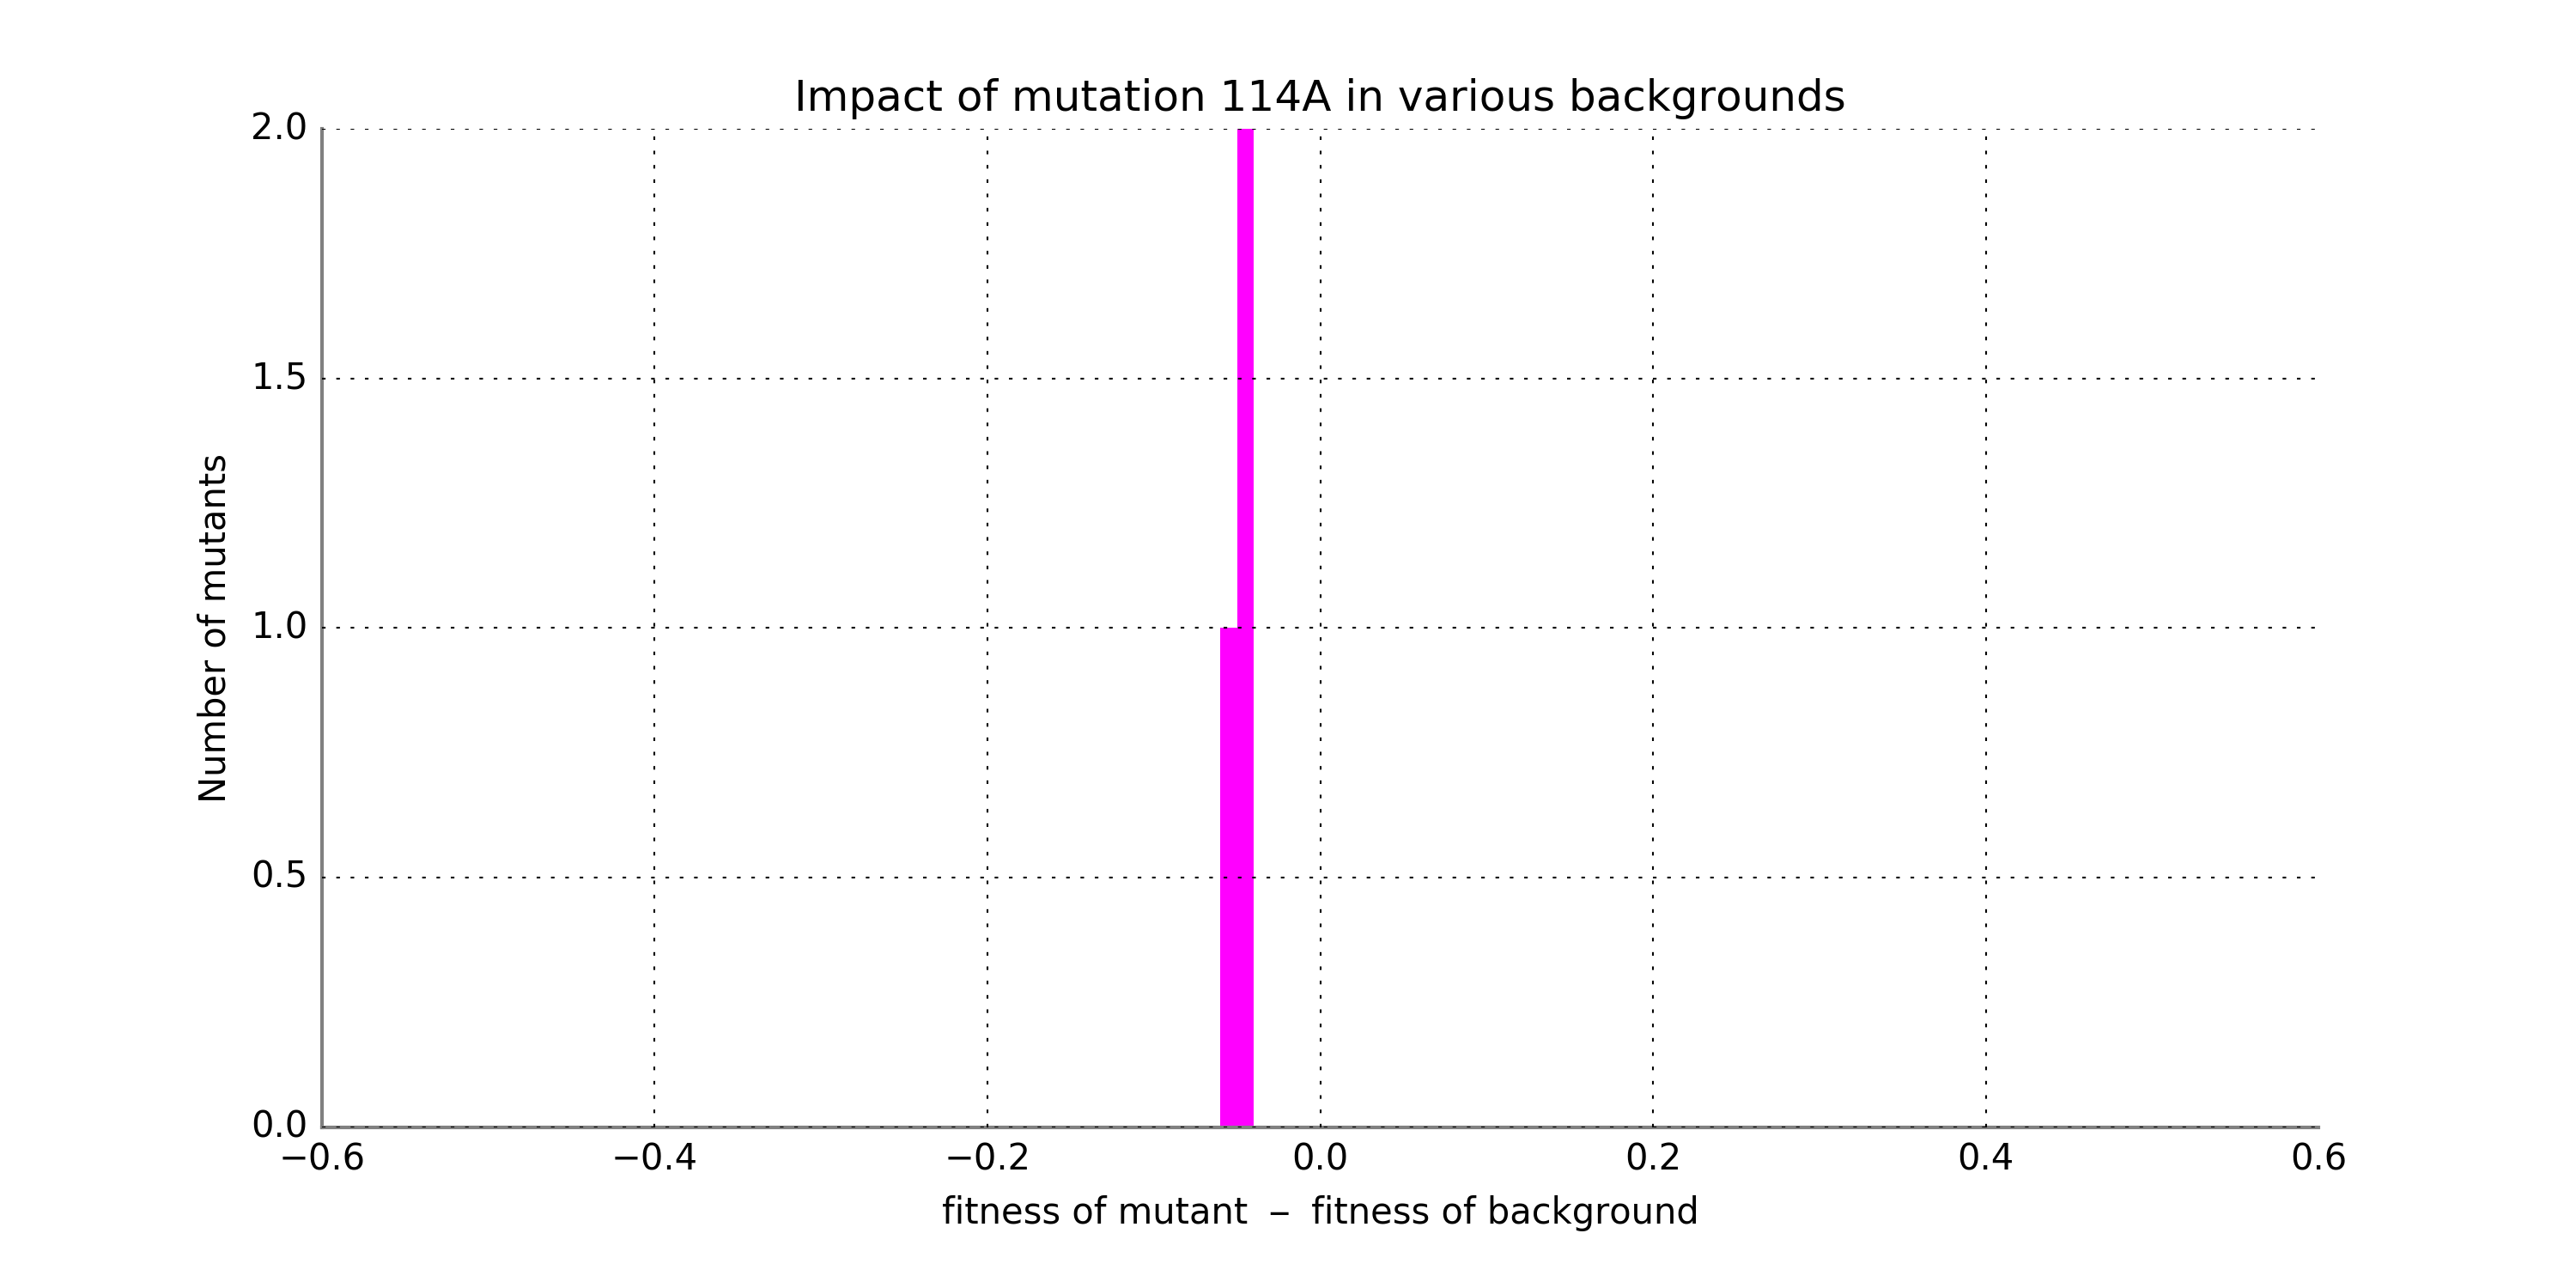 Impact of mutation 114A in various backgrounds
2.0
1.5
1.0
0.5
0.0
Number of mutants
−0.6 −0.4 −0.2 0.0 0.2 0.4 0.6
fitness of mutant − fitness of background